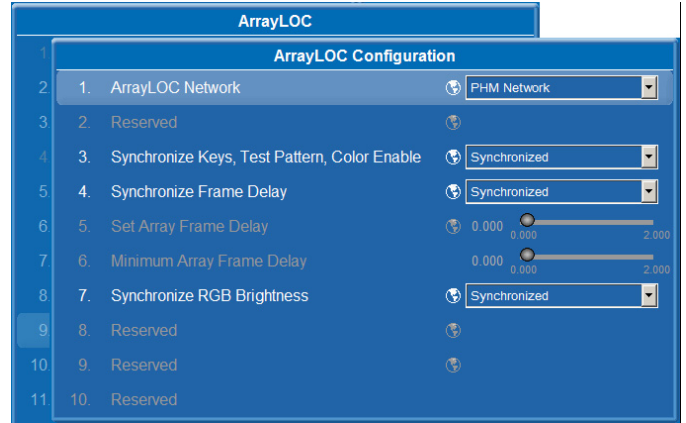 ArrayLOC
ArrayLOC Configuration
1
2. 1. ArrayLOC Network PHM Network
3. 2. Reserved
4. 3. Synchronize Keys, Test Pattern, Color Enable Synchronized
5. 4. Synchronize Frame Delay Synchronized
6. 5. Set Array Frame Delay 0.000 0.000 2.000
7. 6. Minimum Array Frame Delay 0.000 0.000 2.000
8. 7. Synchronize RGB Brightness Synchronized
9. 8. Reserved
10. 9. Reserved
11. 10. Reserved